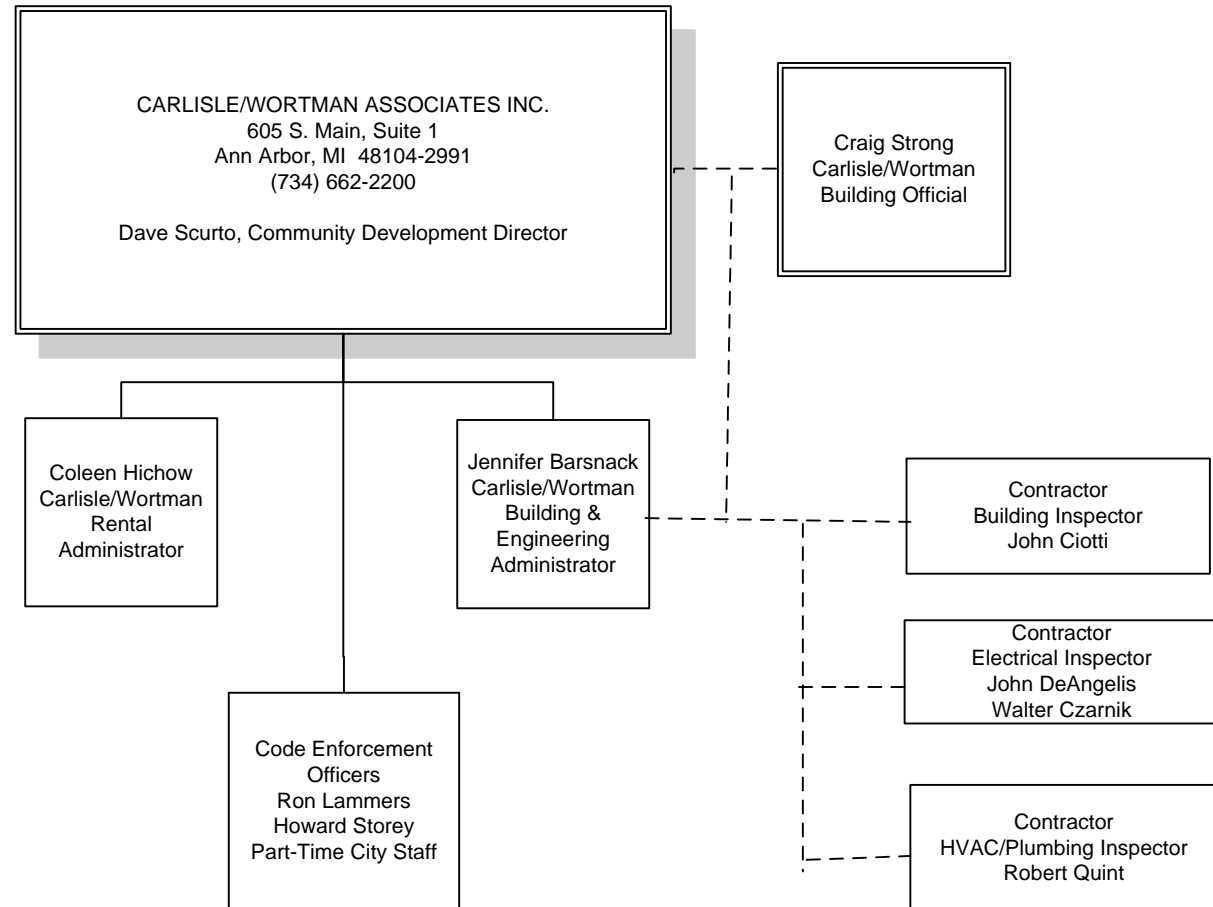 CARLISLE/WORTMAN ASSOCIATES INC.
605 S. Main, Suite 1
Ann Arbor, MI  48104-2991
(734) 662-2200
Dave Scurto, Community Development Director
Craig Strong
Carlisle/Wortman
Building Official
Coleen Hichow
Carlisle/Wortman
Rental
Administrator
Jennifer Barsnack
Carlisle/Wortman
Building &
Engineering
Administrator
Contractor
Building Inspector
John Ciotti
Contractor
Electrical Inspector
John DeAngelis
Walter Czarnik
Code Enforcement
Officers
Ron Lammers
Howard Storey
Part-Time City Staff
Contractor
HVAC/Plumbing Inspector
Robert Quint